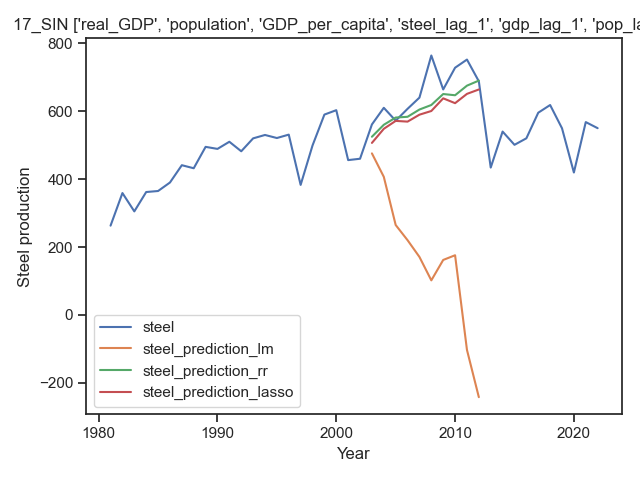 17_SIN ['real_GDP', 'population', 'GDP_per_capita', 'steel_lag_1', 'gdp_lag_1', 'pop_la
800
600
400
200
0
−200
Steel production
steel
steel_prediction_lm
steel_prediction_rr
steel_prediction_lasso
1980
1990
2000
2010
2020
Year